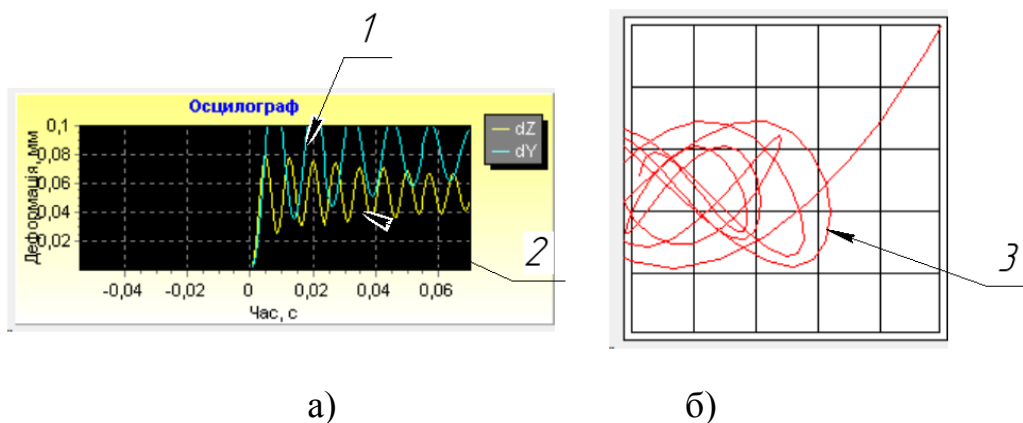 1
Осцилограф
dZ
dY
Деформація, мм
0,1
0,08
0,06
0,04
0,02
-0,04 -0,02 0 0,02 0,04 0,06
Час, с
2
3
а) б)